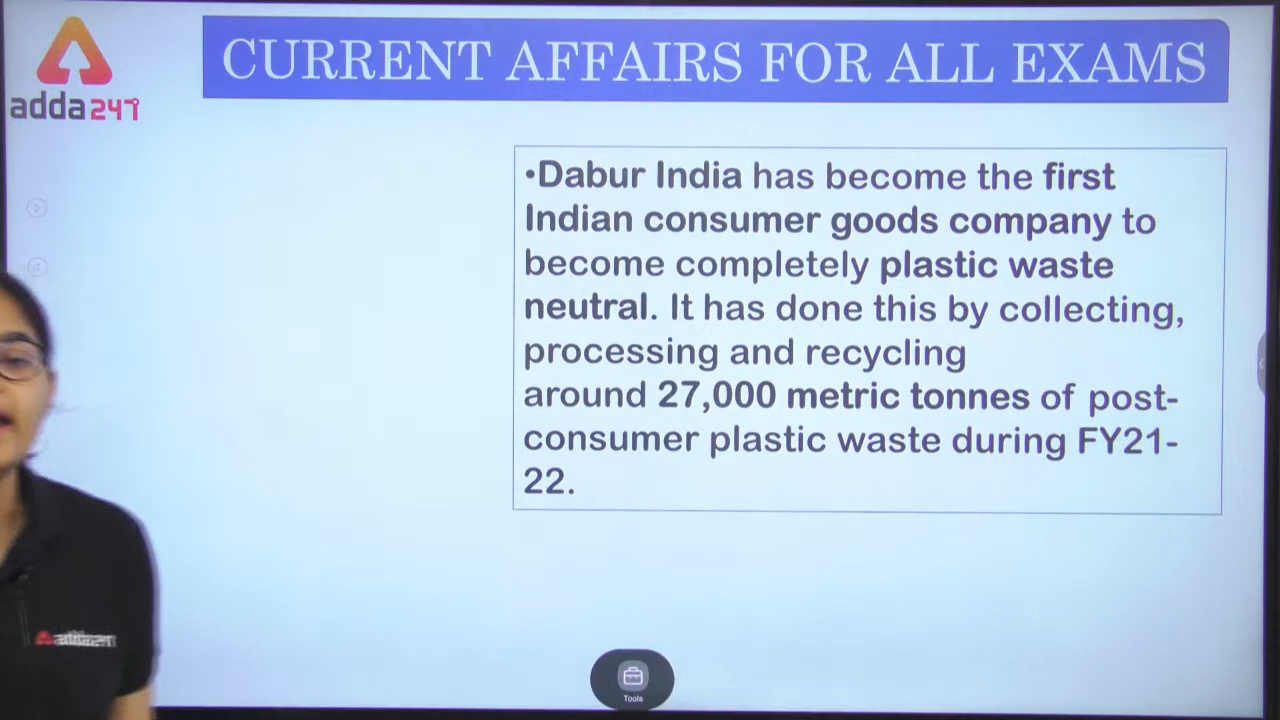 CURRENT AFFAIRS FOR ALL EXAMS
adda247
•Dabur India has become the first
Indian consumer goods company to
become completely plastic waste
neutral. It has done this by collecting,
processing and recycling
around 27,000 metric tonnes of post-
consumer plastic waste during FY21-
22.
Tools